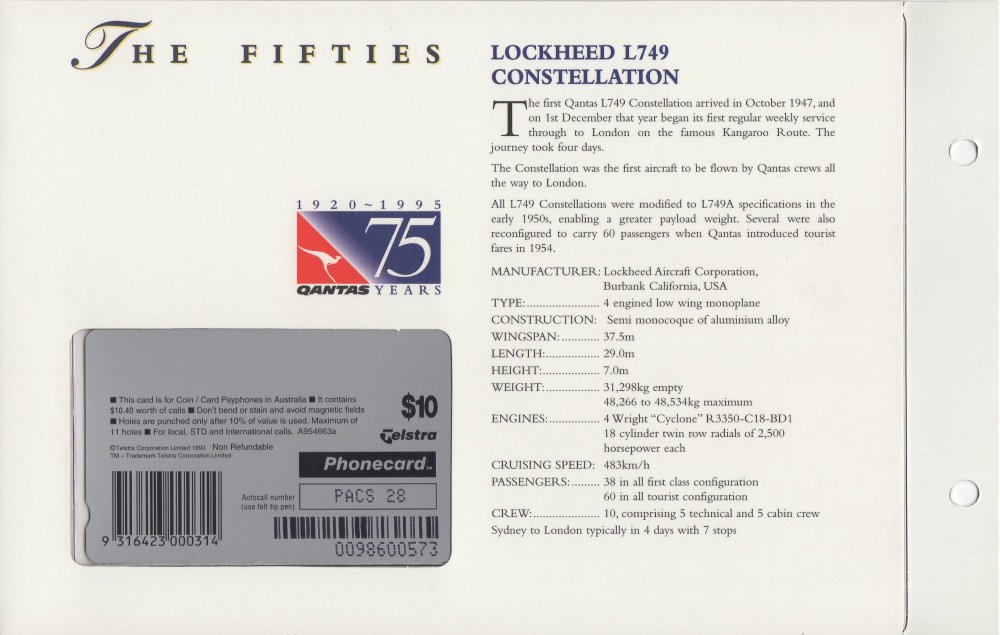 THE FIFTIES
1920~1995
75
QANTAS YEARS
■ This card is for Coin / Card Payphones in Australia ■ It contains
$10.40 worth of calls ■ Don't bend or stain and avoid magnetic fields
■ Holes are punched only after 10% of value is used. Maximum of
11 holes ■ For local, STD and International calls. A954663a
©Telstra Corporation Limited 1993 Non Refundable
TM – Trademark Telstra Corporation Limited
$10
Telstra
Phonecard™
Autocall number
(use felt tip pen)
PACS 28
9 316423 000314
0098600573
LOCKHEED L749
CONSTELLATION
The first Qantas L749 Constellation arrived in October 1947, and
on 1st December that year began its first regular weekly service
through to London on the famous Kangaroo Route. The
journey took four days.
The Constellation was the first aircraft to be flown by Qantas crews all
the way to London.
All L749 Constellations were modified to L749A specifications in the
early 1950s, enabling a greater payload weight. Several were also
reconfigured to carry 60 passengers when Qantas introduced tourist
fares in 1954.
MANUFACTURER: Lockheed Aircraft Corporation,
Burbank California, USA
TYPE:....................... 4 engined low wing monoplane
CONSTRUCTION: Semi monocoque of aluminium alloy
WINGSPAN:............ 37.5m
LENGTH:................. 29.0m
HEIGHT:.................. 7.0m
WEIGHT:................. 31,298kg empty
48,266 to 48,534kg maximum
ENGINES:................ 4 Wright "Cyclone" R3350-C18-BD1
18 cylinder twin row radials of 2,500
horsepower each
CRUISING SPEED: 483km/h
PASSENGERS:......... 38 in all first class configuration
60 in all tourist configuration
CREW:..................... 10, comprising 5 technical and 5 cabin crew
Sydney to London typically in 4 days with 7 stops